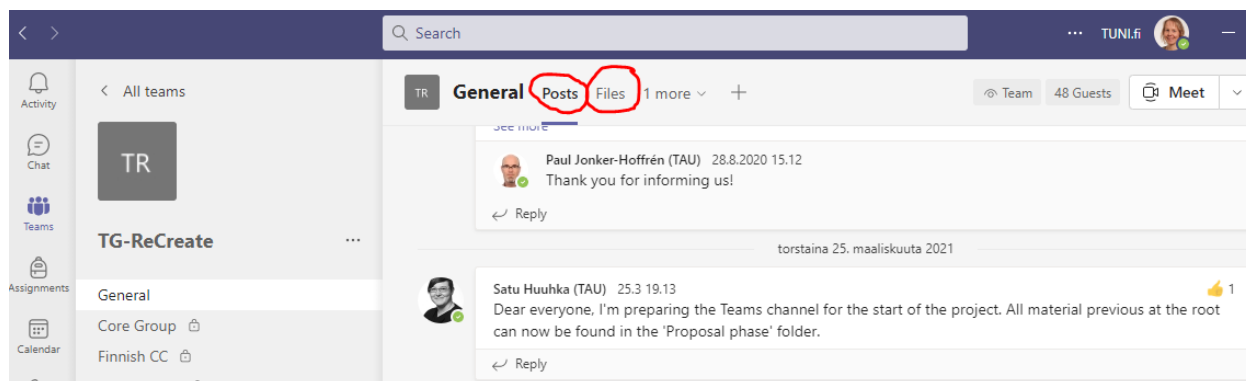 Search
TUNI.fi
Activity
Chat
Teams
Assignments
Calendar
All teams
TR
TG-ReCreate
General
Core Group
Finnish CC
TR General Posts Files 1 more
Team 48 Guests Meet
See more
Paul Jonker-Hoffrén (TAU) 28.8.2020 15.12
Thank you for informing us!
Reply
torstaina 25. maaliskuuta 2021
Satu Huuhka (TAU) 25.3 19.13
1
Dear everyone, I'm preparing the Teams channel for the start of the project. All material previous at the root
can now be found in the 'Proposal phase' folder.
Reply